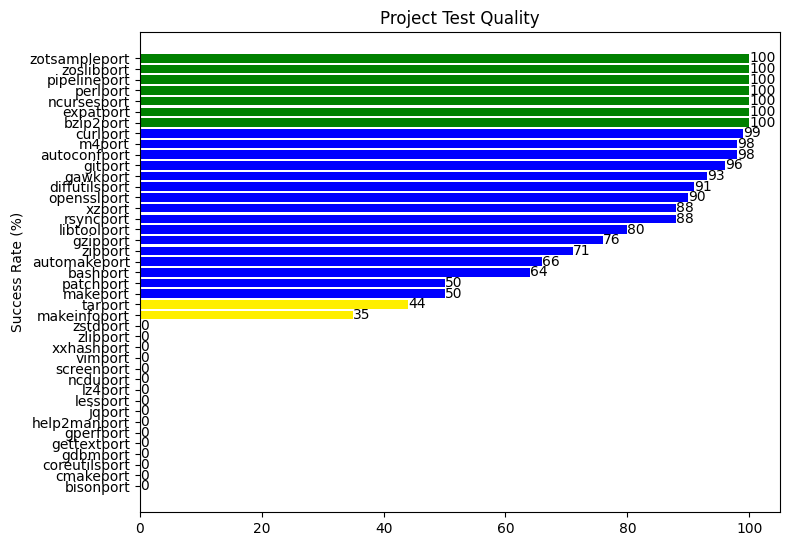 Project Test Quality
Success Rate (%)
zotsampleport 100
zoslibport 100
pipelineport 100
perlport 100
ncursesport 100
expatport 100
bzip2port 100
curlport 99
m4port 98
autoconfport 98
gitport 96
gawkport 93
diffutilsport 91
opensslport 90
xzport 88
rsyncport 88
libtoolport 80
gzipport 76
zipport 71
automakeport 66
bashport 64
patchport 50
makeport 50
tarport 44
makeinfoport 35
zstdport 0
zlibport 0
xxhashport 0
vimport 0
screenport 0
ncduport 0
lz4port 0
lessport 0
jqport 0
help2manport 0
gperfport 0
gettextport 0
gdbmport 0
coreutilsport 0
cmakeport 0
bisonport 0
0 20 40 60 80 100